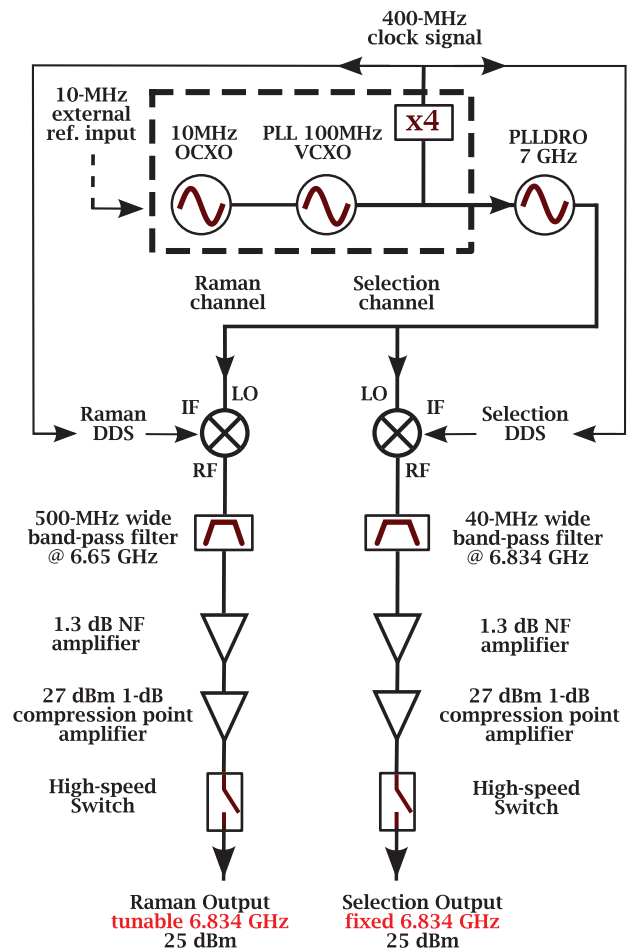 400-MHz
clock signal
10-MHz
external
ref. input
10MHz
OCXO
PLL 100MHz
VCXO
x4
PLLDRO
7 GHz
Raman
channel
Selection
channel
LO
IF
RF
Raman
DDS
LO
IF
RF
Selection
DDS
500-MHz wide
band-pass filter
@ 6.65 GHz
40-MHz wide
band-pass filter
@ 6.834 GHz
1.3 dB NF
amplifier
1.3 dB NF
amplifier
27 dBm 1-dB
compression point
amplifier
27 dBm 1-dB
compression point
amplifier
High-speed
Switch
High-speed
Switch
Raman Output
tunable 6.834 GHz
25 dBm
Selection Output
fixed 6.834 GHz
25 dBm